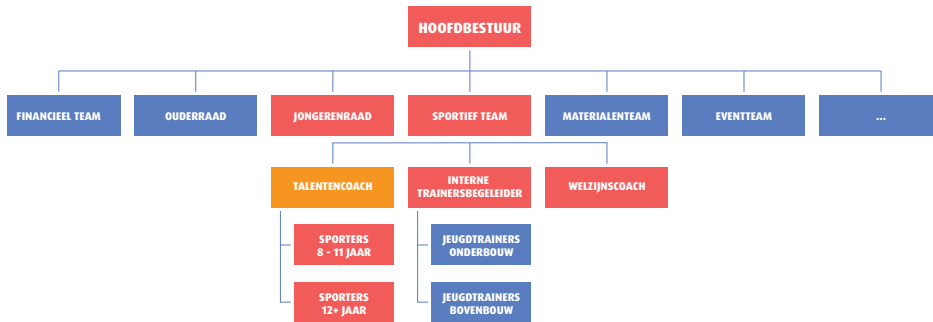 HOOFDBESTUUR
FINANCIEEL TEAM
OUDERRAAD
JONGERENRAAD
SPORTIEF TEAM
MATERIALENTEAM
EVENTTEAM
...
TALENTENCOACH
INTERNE
TRAINERSBEGELEIDER
WELZIJNSCOACH
SPORTERS
8 - 11 JAAR
JEUGDTRAINERS
ONDERBOUW
SPORTERS
12+ JAAR
JEUGDTRAINERS
BOVENBOUW